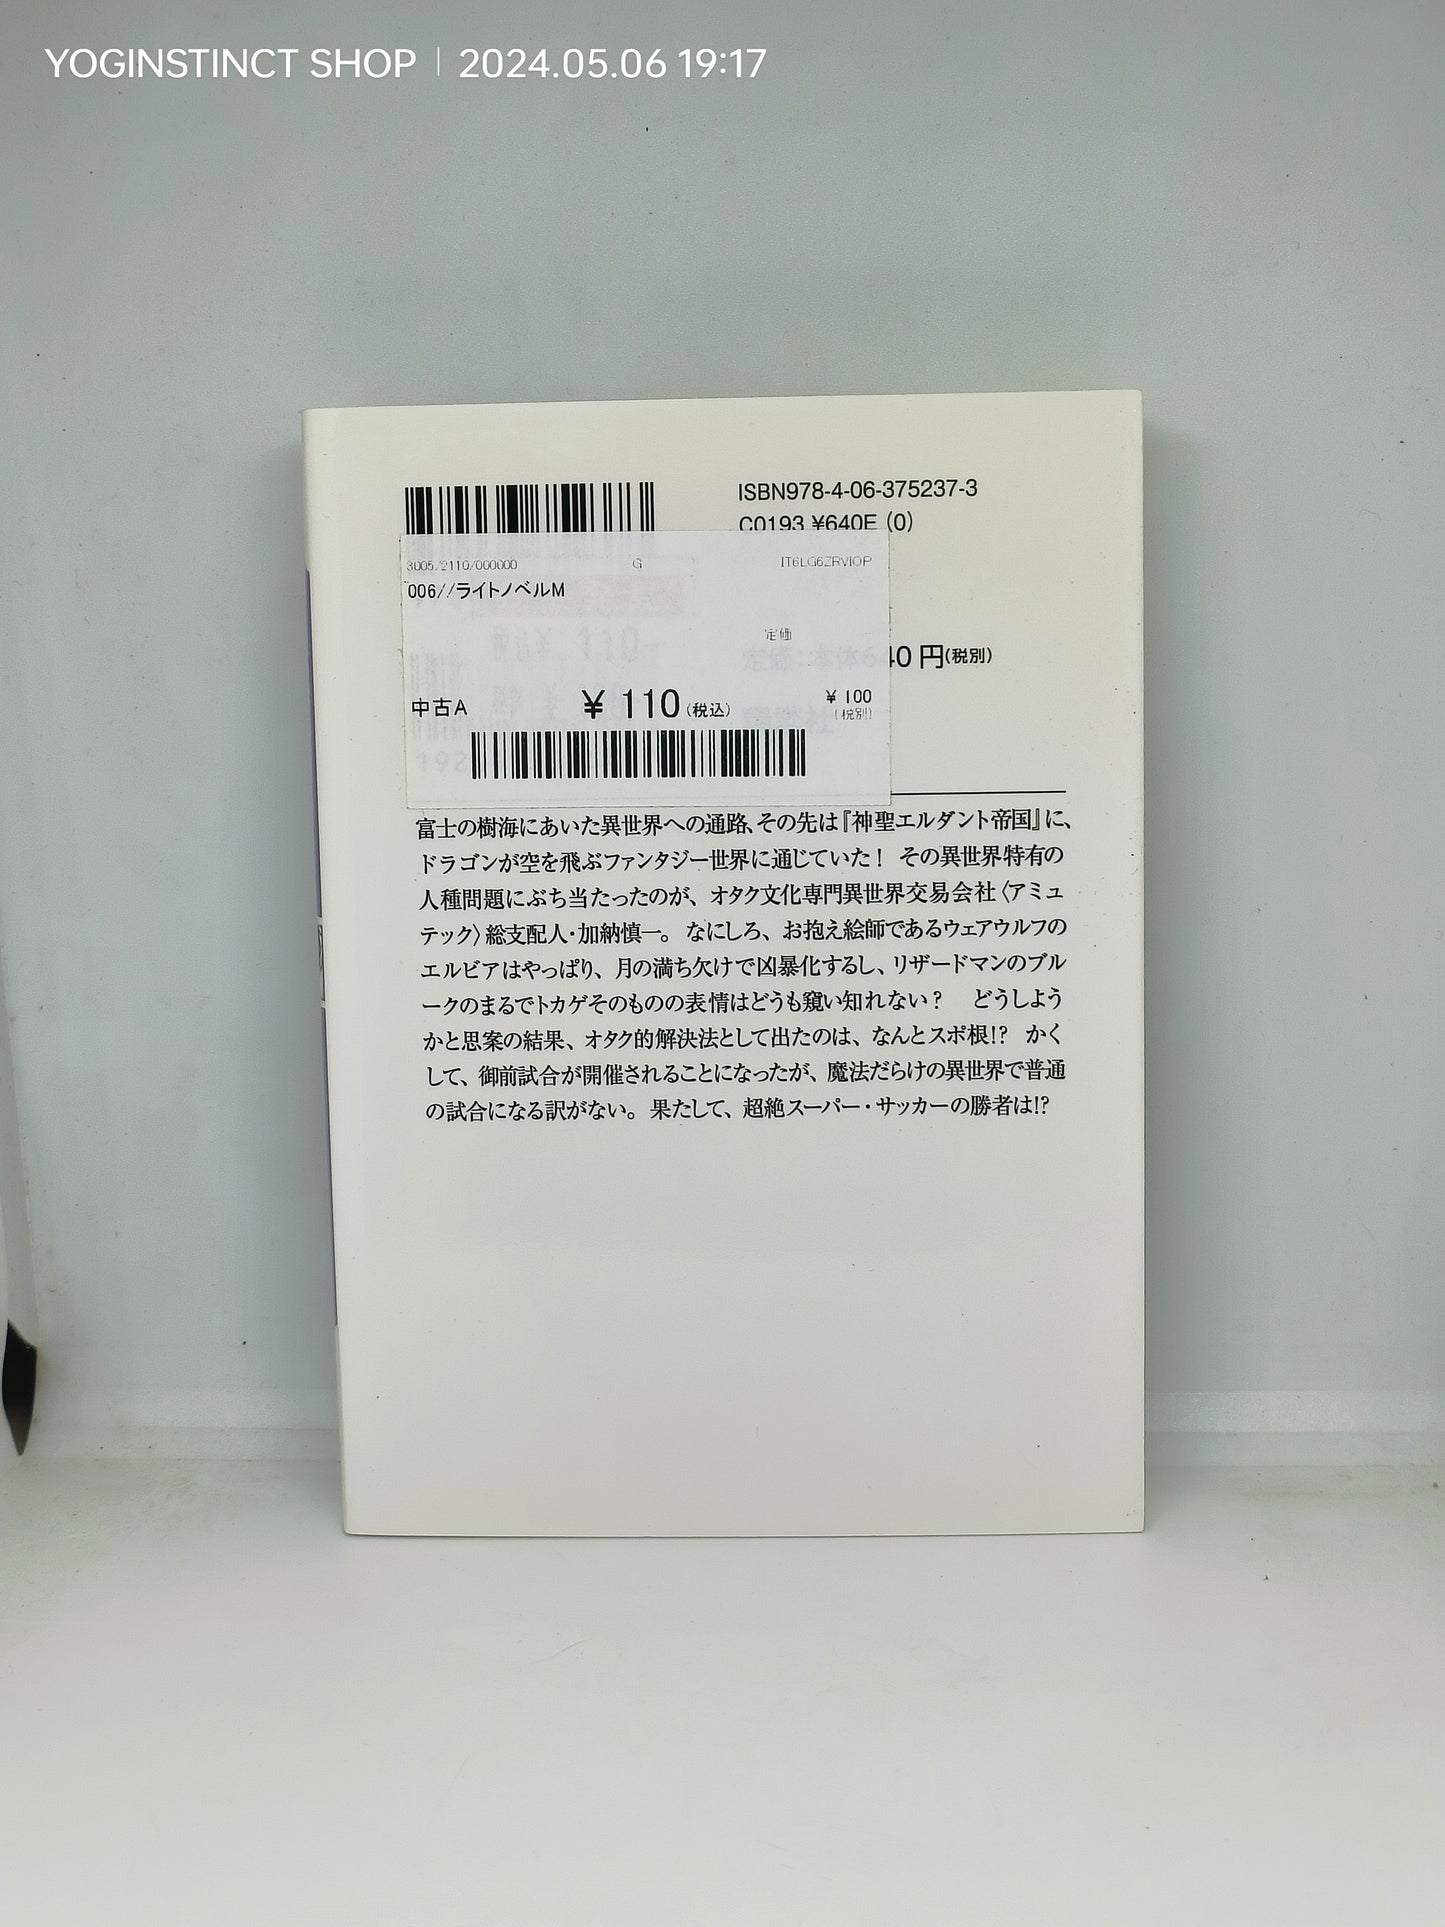 YOGINSTINCT SHOP | 2024.05.06 19:17
ISBN978-4-06-375237-3
C0193 ¥640E (0)
3005/2110/000000 G IT6LG6ZRVIOP
006//ライトノベルM
定価
定価：本体640円(税別)
中古A ¥ 110 (税込) ¥ 100
(税別)
富士の樹海にあいた異世界への通路、その先は『神聖エルダント帝国』に、
ドラゴンが空を飛ぶファンタジー世界に通じていた！ その異世界特有の
人種問題にぶち当たったのが、オタク文化専門異世界交易会社〈アミュ
テック〉総支配人・加納慎一。なにしろ、お抱え絵師であるウェアウルフの
エルビアはやっぱり、月の満ち欠けで凶暴化するし、リザードマンのブル
ークのまるでトカゲそのものの表情はどうも窺い知れない？ どうしよう
かと思案の結果、オタク的解決法として出たのは、なんとスポ根!? かく
して、御前試合が開催されることになったが、魔法だらけの異世界で普通
の試合になる訳がない。果たして、超絶スーパー・サッカーの勝者は!?